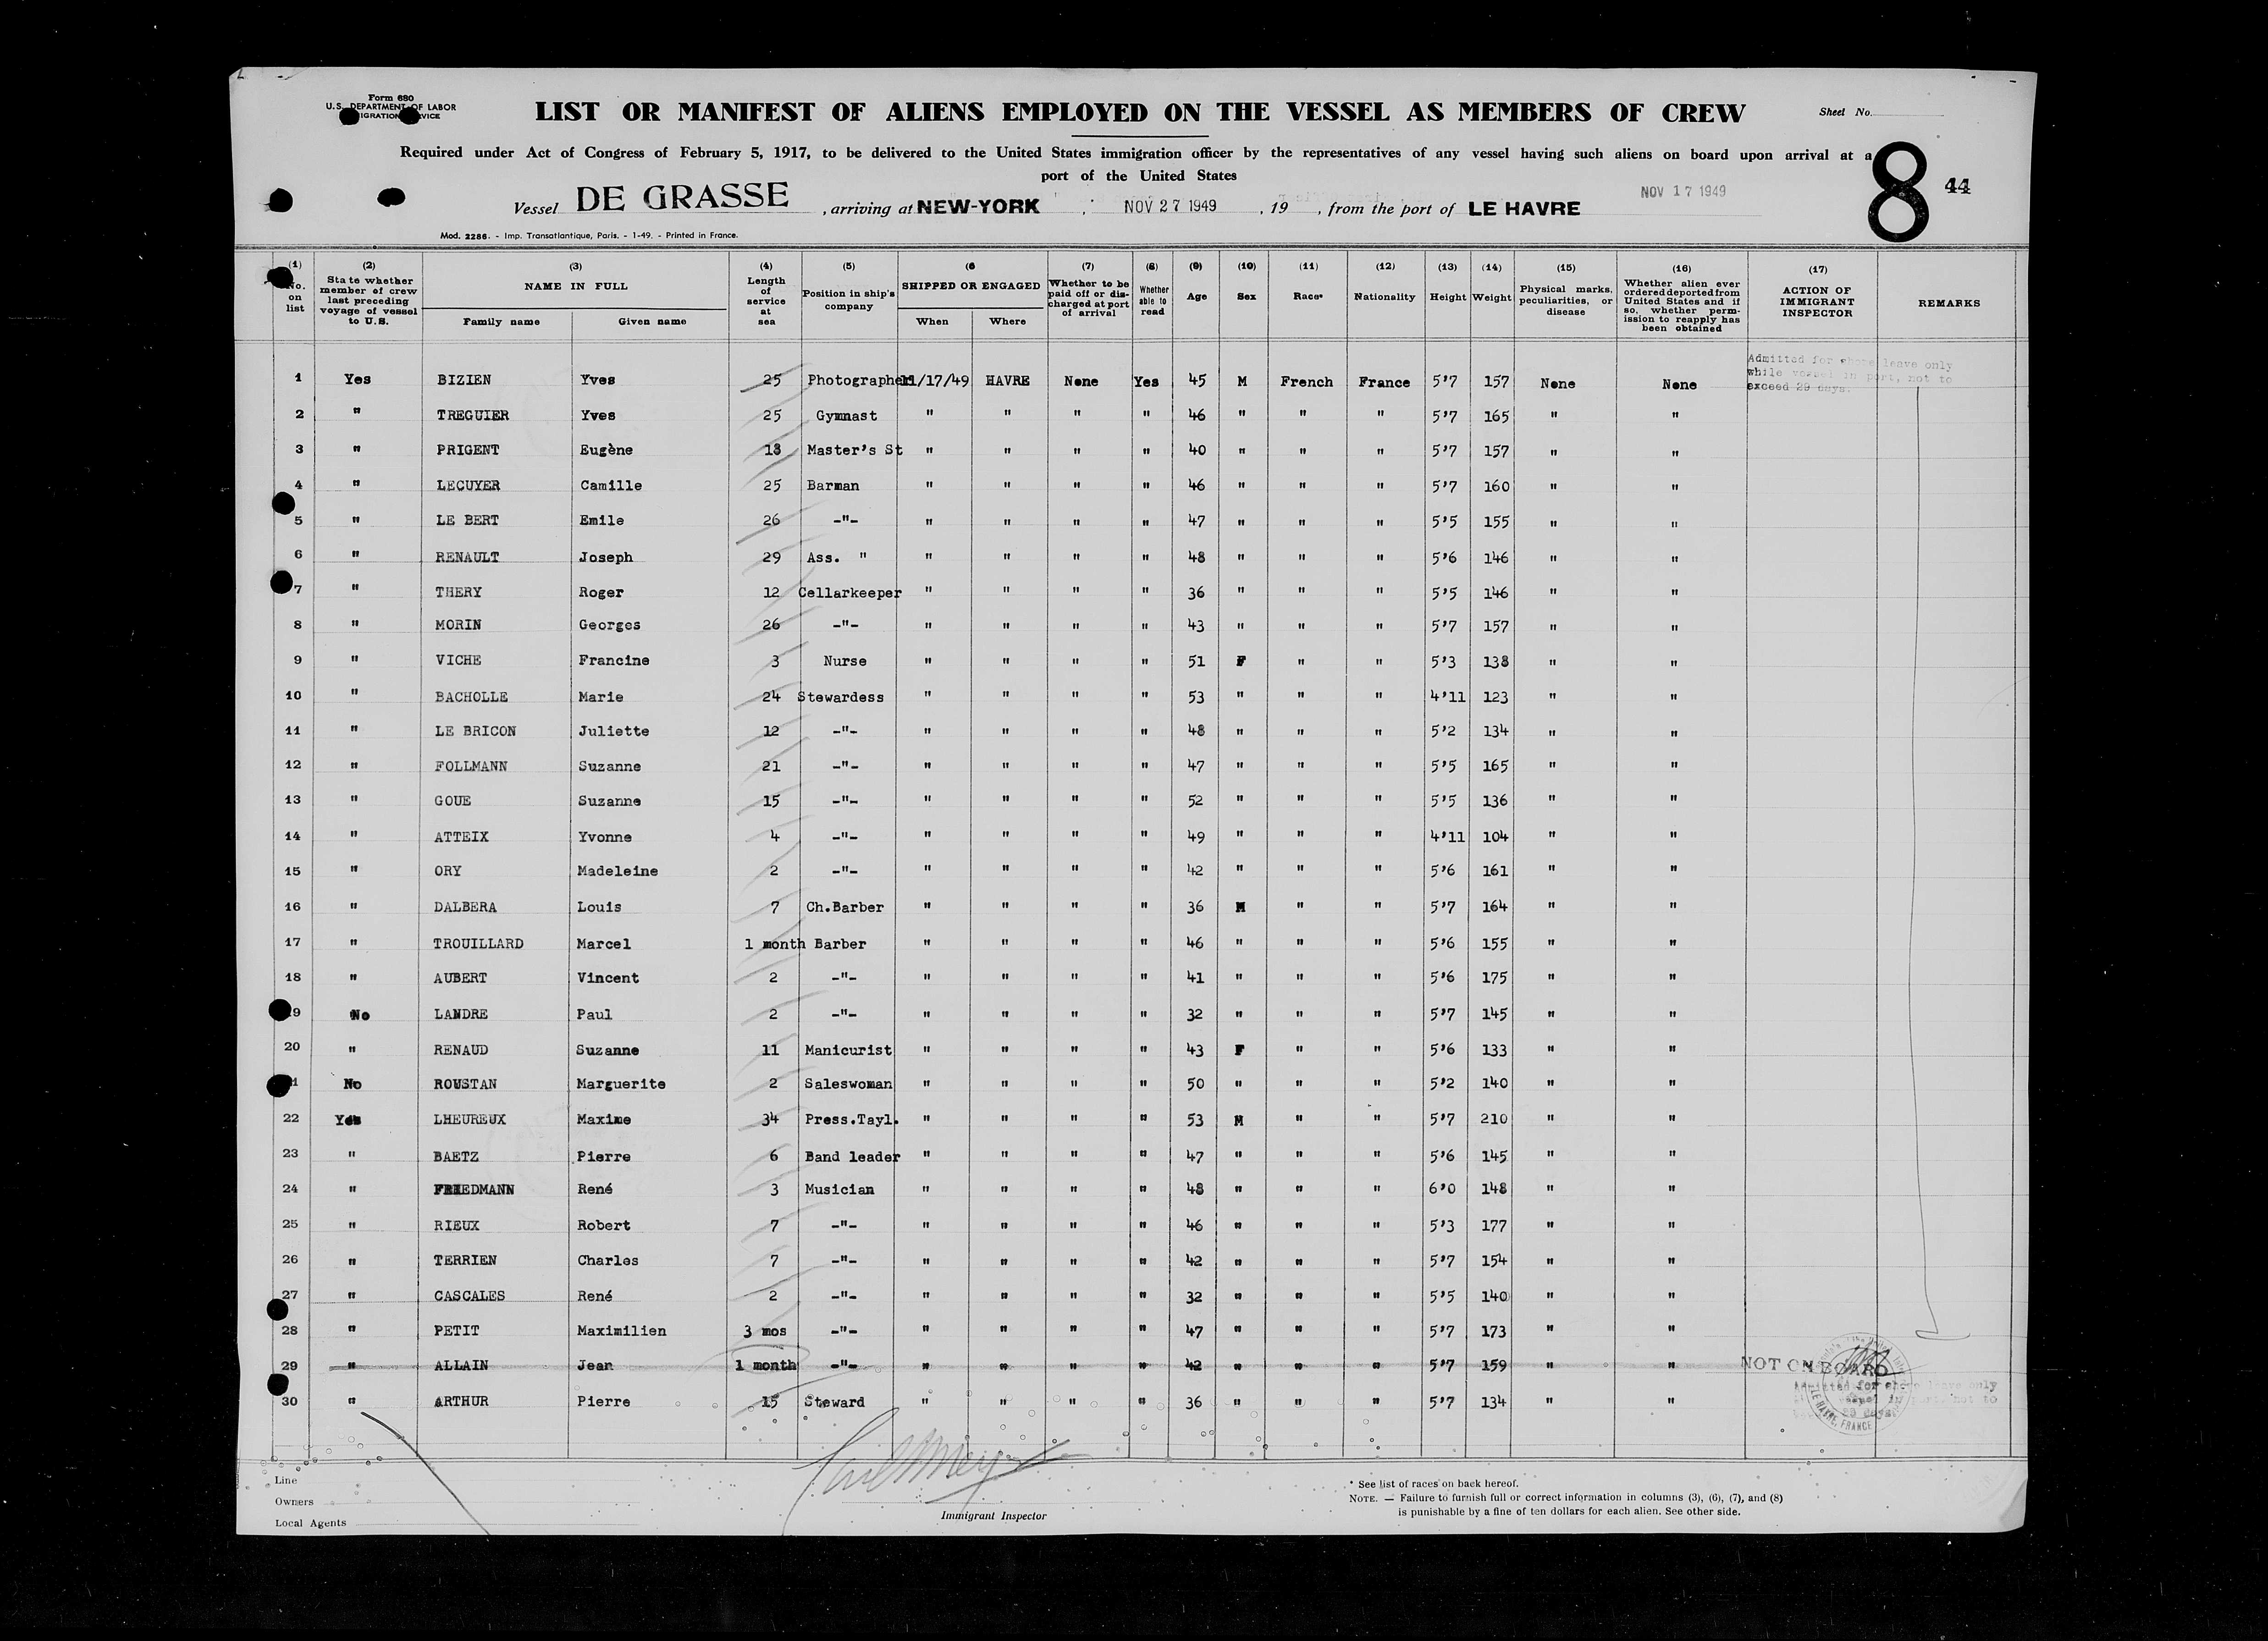 Form 680
U.S. DEPARTMENT OF LABOR
LIST OR MANIFEST OF ALIENS EMPLOYED ON THE VESSEL AS MEMBERS OF CREW
Sheet No.
Required under Act of Congress of February 5, 1917, to be delivered to the United States immigration officer by the representatives of any vessel having such aliens on board upon arrival at a
port of the United States
8 44
NOV 17 1949
Vessel DE GRASSE, arriving at NEW-YORK, NOV 27 1949, 19 , from the port of LE HAVRE
Mod. 2286. - Imp. Transatlantique, Paris. - 1-49. - Printed in France.
(1) No. on list (2) State whether member of crew last preceding voyage of vessel to U.S. (3) NAME IN FULL Family name Given name (4) Length of service at sea (5) Position in ship's company (6 SHIPPED OR ENGAGED When Where (7) Whether to be paid off or discharged at port of arrival (8) Whether able to read (9) Age (10) Sex (11) Race* (12) Nationality (13) Height (14) Weight (15) Physical marks, peculiarities, or disease (16) Whether alien ever ordered deported from United States and if so, whether permission to reapply has been obtained (17) ACTION OF IMMIGRANT INSPECTOR REMARKS
Admitted for shore leave only
while vessel in port, not to
exceed 29 days.
1 Yes BIZIEN Yves 25 Photographer 11/17/49 HAVRE None Yes 45 M French France 5'7 157 None None
2 " TREGUIER Yves 25 Gymnast " " " " 46 " " " 5'7 165 " "
3 " PRIGENT Eugène 18 Master's St " " " " 40 " " " 5'7 157 " "
4 " LECUYER Camille 25 Barman " " " " 46 " " " 5'7 160 " "
5 " LE BERT Emile 26 -"- " " " " 47 " " " 5'5 155 " "
6 " RENAULT Joseph 29 Ass. " " " " " 48 " " " 5'6 146 " "
7 " THERY Roger 12 Cellarkeeper " " " " 36 " " " 5'5 146 " "
8 " MORIN Georges 26 -"- " " " " 43 " " " 5'7 157 " "
9 " VICHE Francine 3 Nurse " " " " 51 F " " 5'3 138 " "
10 " BACHOLLE Marie 24 Stewardess " " " " 53 " " " 4'11 123 " "
11 " LE BRICON Juliette 12 -"- " " " " 48 " " " 5'2 134 " "
12 " FOLLMANN Suzanne 21 -"- " " " " 47 " " " 5'5 165 " "
13 " GOUE Suzanne 15 -"- " " " " 52 " " " 5'5 136 " "
14 " ATTEIX Yvonne 4 -"- " " " " 49 " " " 4'11 104 " "
15 " ORY Madeleine 2 -"- " " " " 42 " " " 5'6 161 " "
16 " DALBERA Louis 7 Ch.Barber " " " " 36 M " " 5'7 164 " "
17 " TROUILLARD Marcel 1 month Barber " " " " 46 " " " 5'6 155 " "
18 " AUBERT Vincent 2 -"- " " " " 41 " " " 5'6 175 " "
19 No LANDRE Paul 2 -"- " " " " 32 " " " 5'7 145 " "
20 " RENAUD Suzanne 11 Manicurist " " " " 43 F " " 5'6 133 " "
21 No ROUSTAN Marguerite 2 Saleswoman " " " " 50 " " " 5'2 140 " "
22 Yes LHEUREUX Maxime 34 Press.Tayl. " " " " 53 M " " 5'7 210 " "
23 " BAETZ Pierre 6 Band leader " " " " 47 " " " 5'6 145 " "
24 " FRIEDMANN René 3 Musician " " " " 48 " " " 6'0 148 " "
25 " RIEUX Robert 7 -"- " " " " 46 " " " 5'3 177 " "
26 " TERRIEN Charles 7 -"- " " " " 42 " " " 5'7 154 " "
27 " CASCALES René 2 -"- " " " " 32 " " " 5'5 140 " "
28 " PETIT Maximilien 3 mos -"- " " " " 47 " " " 5'7 173 " "
29 " ALLAIN Jean 1 month -"- " " " " 42 " " " 5'7 159 " " NOT ON BOARD
30 " ARTHUR Pierre 15 Steward " " " " 36 " " " 5'7 134 " "
Admitted for shore leave only
vessel in port, not to
29 days.
LE HAVRE, FRANCE
Line
Owners
Local Agents
Immigrant Inspector
* See list of races on back hereof.
NOTE. — Failure to furnish full or correct information in columns (3), (6), (7), and (8)
is punishable by a fine of ten dollars for each alien. See other side.